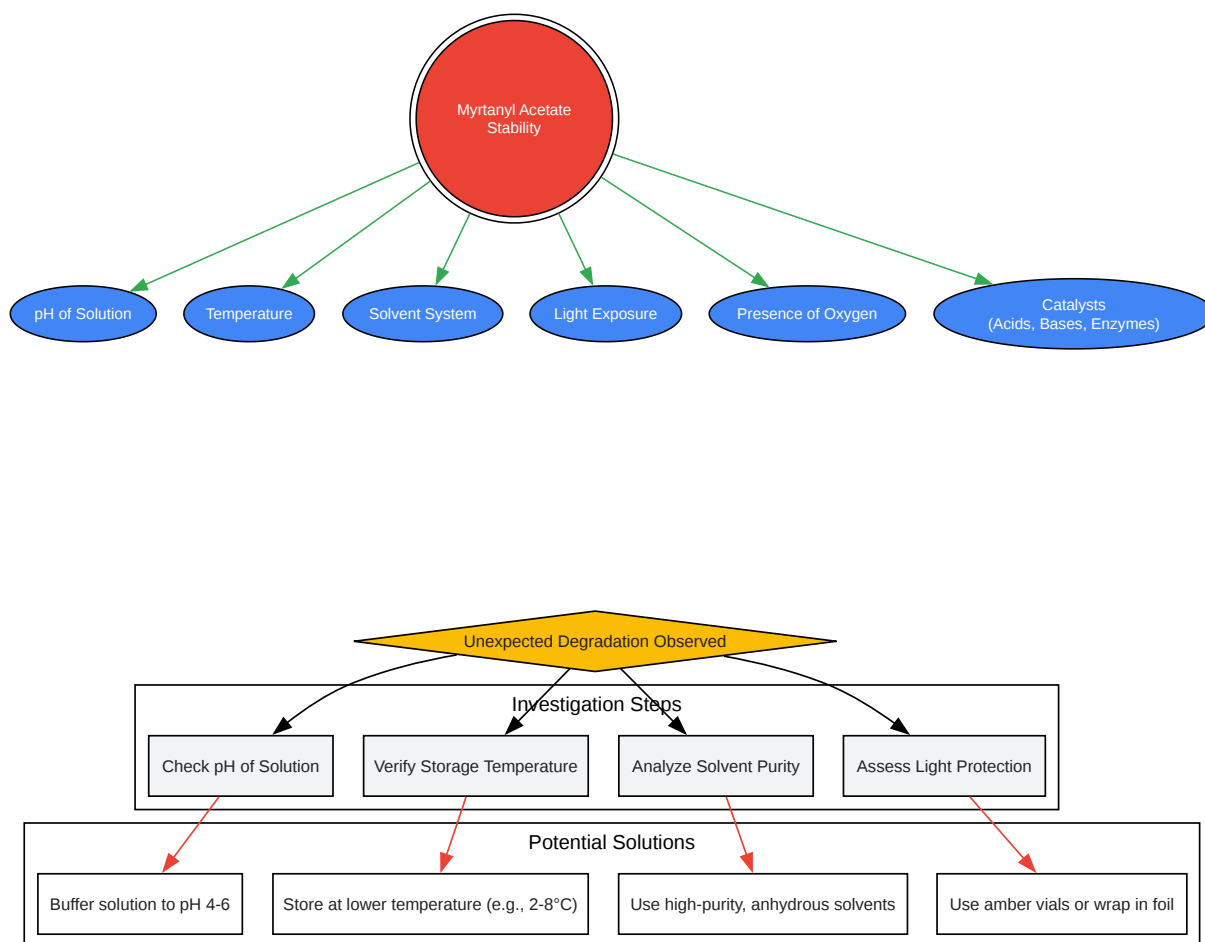 Myrtanyl Acetate
Stability
pH of Solution
Temperature
Solvent System
Light Exposure
Presence of Oxygen
Catalysts
(Acids, Bases, Enzymes)
Unexpected Degradation Observed
Investigation Steps
Check pH of Solution
Verify Storage Temperature
Analyze Solvent Purity
Assess Light Protection
Potential Solutions
Buffer solution to pH 4-6
Store at lower temperature (e.g., 2-8°C)
Use high-purity, anhydrous solvents
Use amber vials or wrap in foil